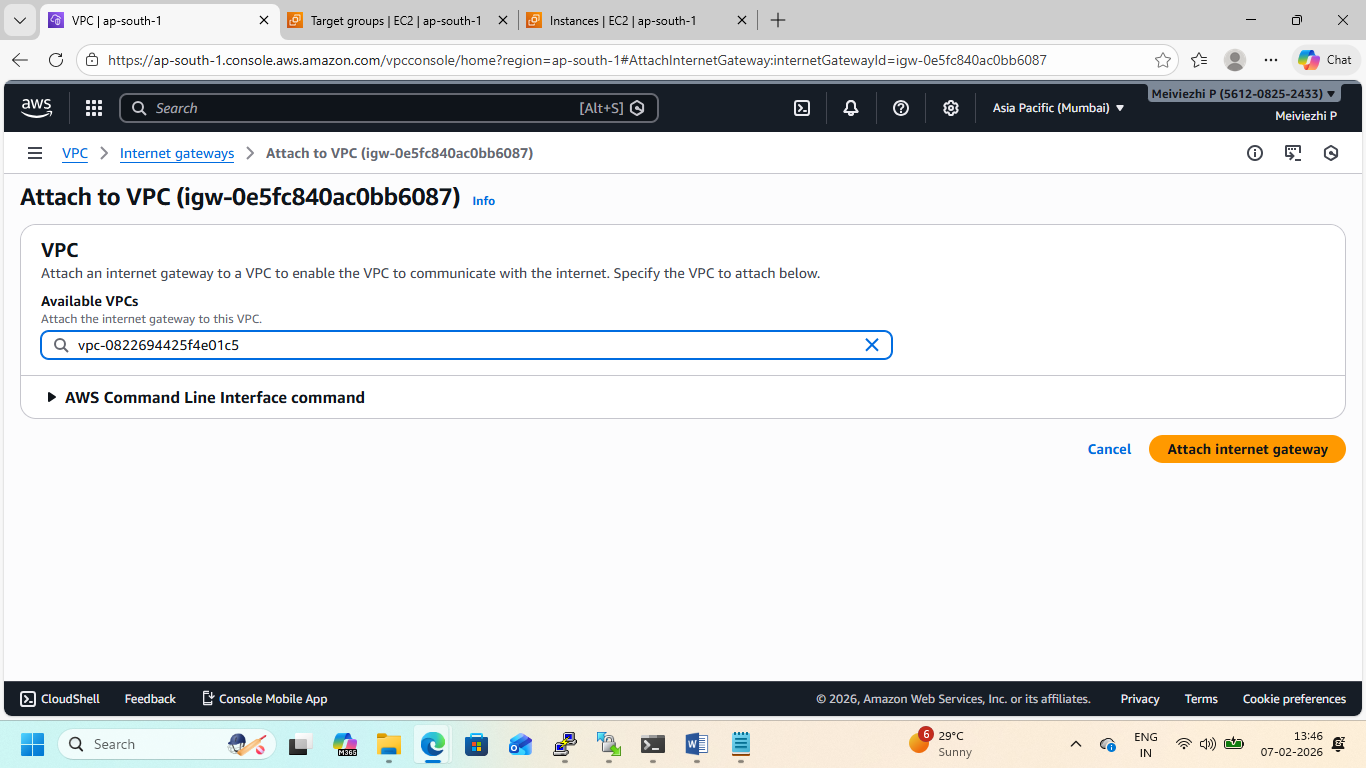 VPC | ap-south-1
Target groups | EC2 | ap-south-1
Instances | EC2 | ap-south-1
https://ap-south-1.console.aws.amazon.com/vpcconsole/home?region=ap-south-1#AttachInternetGateway:internetGatewayId=igw-0e5fc840ac0bb6087
Chat
aws
Search
[Alt+S]
Asia Pacific (Mumbai)
Meiviezhi P (5612-0825-2433)
Meiviezhi P
VPC
Internet gateways
Attach to VPC (igw-0e5fc840ac0bb6087)
Attach to VPC (igw-0e5fc840ac0bb6087) Info
VPC
Attach an internet gateway to a VPC to enable the VPC to communicate with the internet. Specify the VPC to attach below.
Available VPCs
Attach the internet gateway to this VPC.
vpc-0822694425f4e01c5
AWS Command Line Interface command
Cancel
Attach internet gateway
CloudShell
Feedback
Console Mobile App
© 2026, Amazon Web Services, Inc. or its affiliates.
Privacy
Terms
Cookie preferences
Search
M365
6
29°C
Sunny
ENG
IN
13:46
07-02-2026